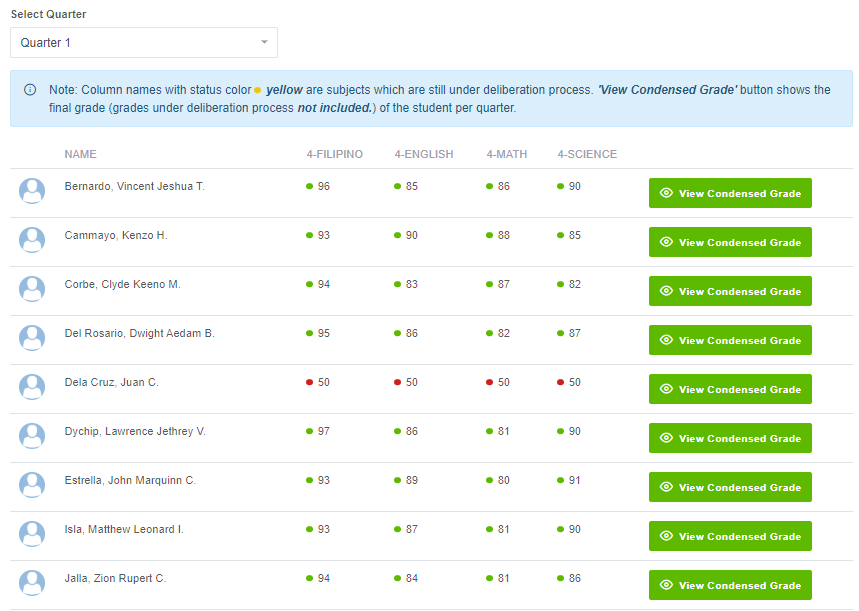 Select Quarter
Quarter 1
Note: Column names with status color yellow are subjects which are still under deliberation process. 'View Condensed Grade' button shows the
final grade (grades under deliberation process not included.) of the student per quarter.
NAME 4-FILIPINO 4-ENGLISH 4-MATH 4-SCIENCE
Bernardo, Vincent Jeshua T. 96 85 86 90 View Condensed Grade
Cammayo, Kenzo H. 93 90 88 85 View Condensed Grade
Corbe, Clyde Keeno M. 94 83 87 82 View Condensed Grade
Del Rosario, Dwight Aedam B. 95 86 82 87 View Condensed Grade
Dela Cruz, Juan C. 50 50 50 50 View Condensed Grade
Dychip, Lawrence Jethrey V. 97 86 81 90 View Condensed Grade
Estrella, John Marquinn C. 93 89 80 91 View Condensed Grade
Isla, Matthew Leonard I. 93 87 81 90 View Condensed Grade
Jalla, Zion Rupert C. 94 84 81 86 View Condensed Grade